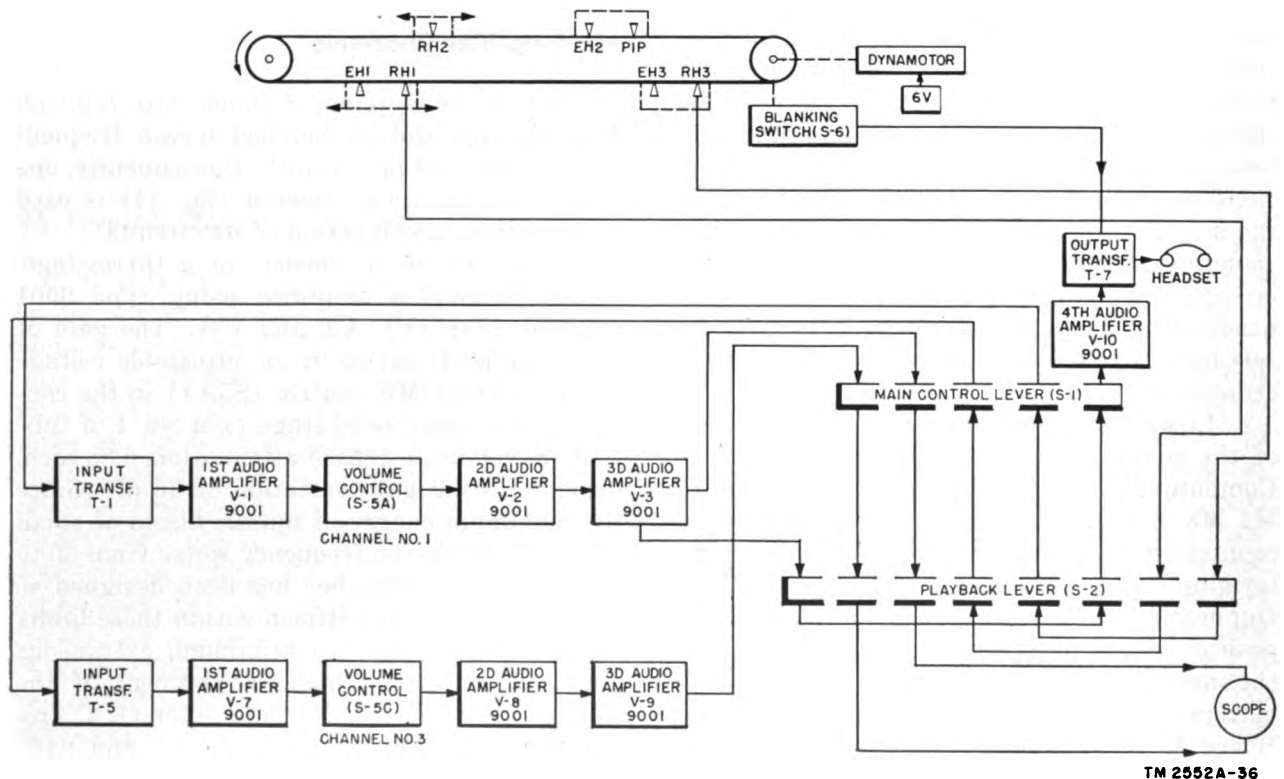 RH2
EH2 PIP
EH1 RH1
EH3 RH3
DYNAMOTOR
6V
BLANKING
SWITCH(S-6)
OUTPUT
TRANSF.
T-7
HEADSET
4TH AUDIO
AMPLIFIER
V-10
9001
MAIN CONTROL LEVER (S-1)
INPUT
TRANSF.
T-1
1ST AUDIO
AMPLIFIER
V-1
9001
VOLUME
CONTROL
(S-5A)
2D AUDIO
AMPLIFIER
V-2
9001
3D AUDIO
AMPLIFIER
V-3
9001
CHANNEL NO. 1
PLAYBACK LEVER (S-2)
INPUT
TRANSF.
T-5
1ST AUDIO
AMPLIFIER
V-7
9001
VOLUME
CONTROL
(S-5C)
2D AUDIO
AMPLIFIER
V-8
9001
3D AUDIO
AMPLIFIER
V-9
9001
CHANNEL NO.3
SCOPE
TM 2552A-36